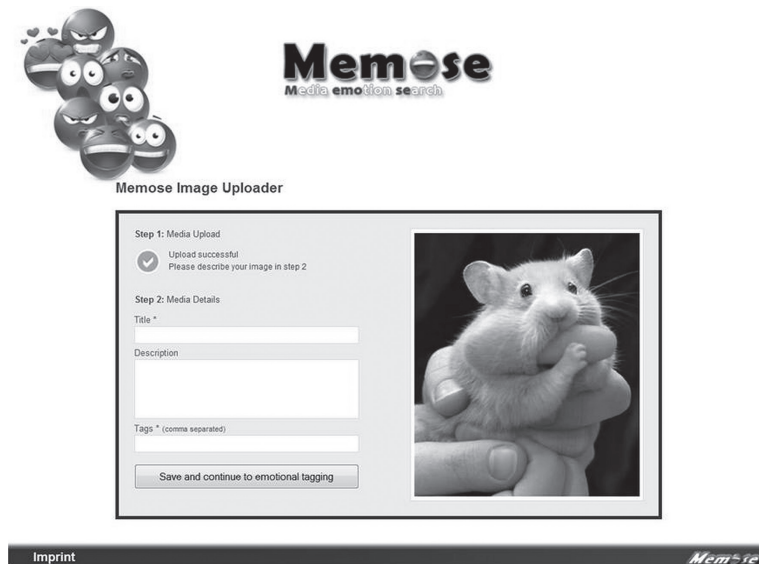 Memose
Media emotion search
Memose Image Uploader
Step 1: Media Upload
Upload successful
Please describe your image in step 2
Step 2: Media Details
Title *
Description
Tags * (comma separated)
Save and continue to emotional tagging
Imprint
Memose